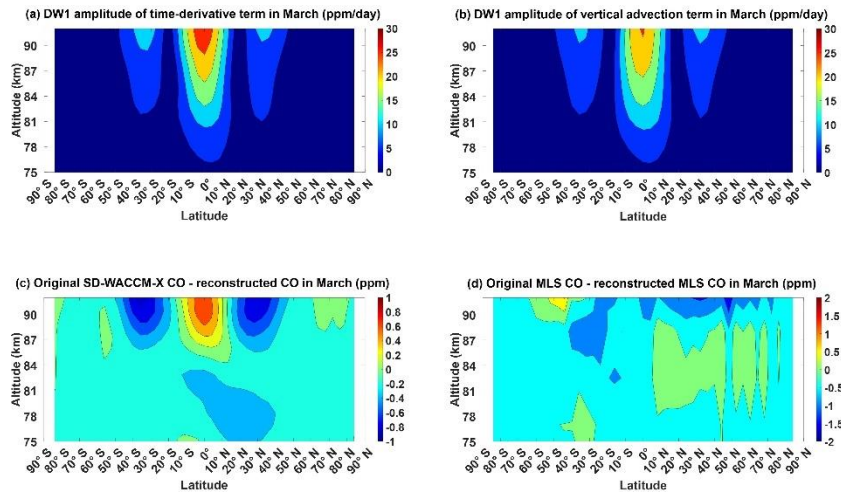 (a) DW1 amplitude of time-derivative term in March (ppm/day)
Altitude (km)
90
87
84
81
78
75
90° S
80° S
70° S
60° S
50° S
40° S
30° S
20° S
10° S
0°
10° N
20° N
30° N
40° N
50° N
60° N
70° N
80° N
90° N
Latitude
30
25
20
15
10
5
0
(b) DW1 amplitude of vertical advection term in March (ppm/day)
Altitude (km)
90
87
84
81
78
75
90° S
80° S
70° S
60° S
50° S
40° S
30° S
20° S
10° S
0°
10° N
20° N
30° N
40° N
50° N
60° N
70° N
80° N
90° N
Latitude
30
25
20
15
10
5
0
(c) Original SD-WACCM-X CO - reconstructed CO in March (ppm)
Altitude (km)
90
87
84
81
78
75
90° S
80° S
70° S
60° S
50° S
40° S
30° S
20° S
10° S
0°
10° N
20° N
30° N
40° N
50° N
60° N
70° N
80° N
90° N
Latitude
1
0.8
0.6
0.4
0.2
0
-0.2
-0.4
-0.6
-0.8
-1
(d) Original MLS CO - reconstructed MLS CO in March (ppm)
Altitude (km)
90
87
84
81
78
75
90° S
80° S
70° S
60° S
50° S
40° S
30° S
20° S
10° S
0°
10° N
20° N
30° N
40° N
50° N
60° N
70° N
80° N
90° N
Latitude
2
1.5
1
0.5
0
-0.5
-1
-1.5
-2